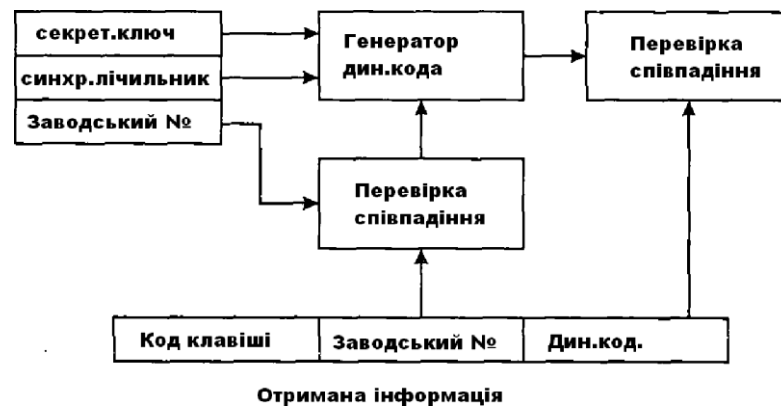 секрет.ключ
синхр.лічильник
Заводський №
Генератор
дин.кода
Перевірка
співпадіння
Перевірка
співпадіння
Код клавіші
Заводський №
Дин.код.
Отримана інформація